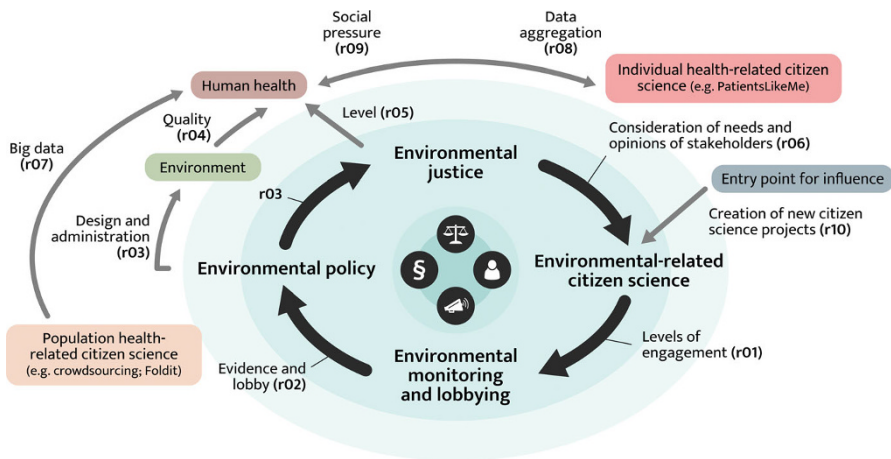 Social
pressure
(r09)
Data
aggregation
(r08)
Human health
Individual health-related citizen
science (e.g. PatientsLikeMe)
Quality
(r04)
Level (r05)
Big data
(r07)
Environment
Consideration of needs and
opinions of stakeholders (r06)
Environmental
justice
r03
Entry point for influence
Design and
administration
(r03)
Creation of new citizen
science projects (r10)
Environmental policy
§
Environmental-related
citizen science
Population health-
related citizen science
(e.g. crowdsourcing; Foldit)
Evidence and
lobby (r02)
Environmental
monitoring
and lobbying
Levels of
engagement (r01)